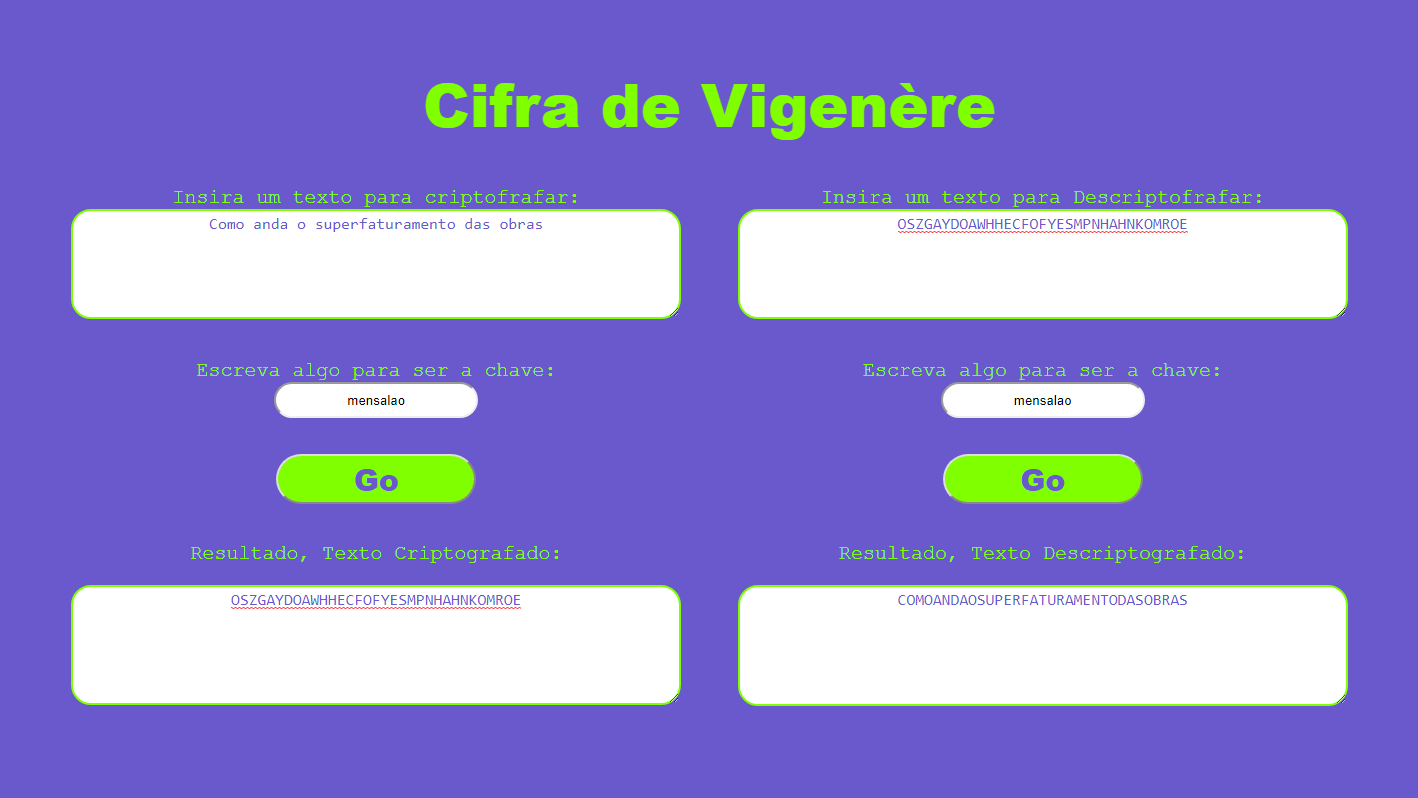 Cifra de Vigenère
Insira um texto para criptofrafar:
Como anda o superfaturamento das obras
Escreva algo para ser a chave:
mensalao
Go
Resultado, Texto Criptografado:
OSZGAYDOAWHHECFOFYESMPNHAHNKOMROE
Insira um texto para Descriptofrafar:
OSZGAYDOAWHHECFOFYESMPNHAHNKOMROE
Escreva algo para ser a chave:
mensalao
Go
Resultado, Texto Descriptografado:
COMOANDAOSUPERFATURAMENTODASOBRAS